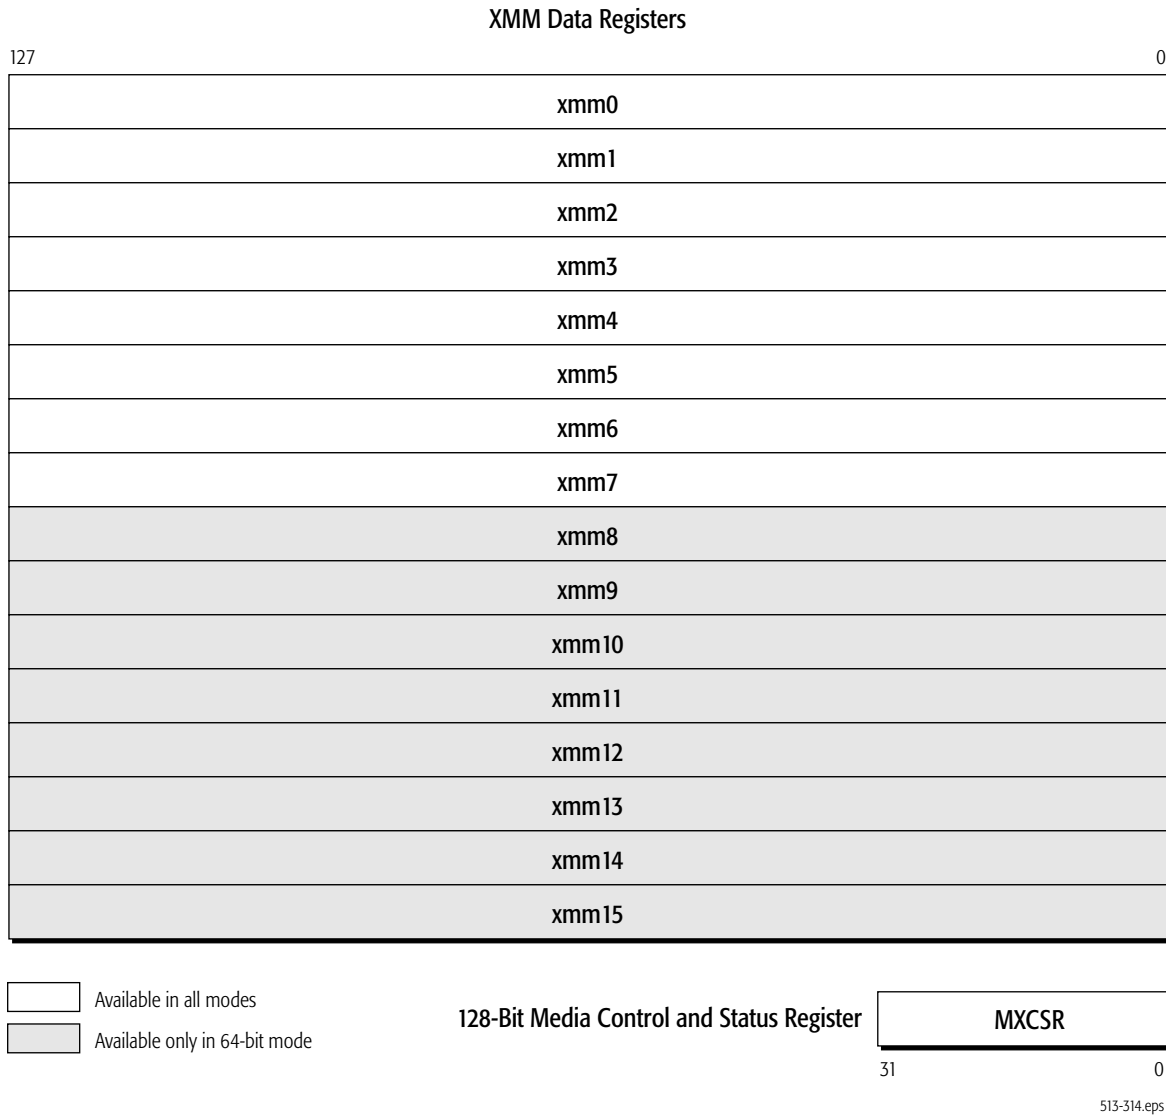 XMM Data Registers
127 0
xmm0
xmm1
xmm2
xmm3
xmm4
xmm5
xmm6
xmm7
xmm8
xmm9
xmm10
xmm11
xmm12
xmm13
xmm14
xmm15
Available in all modes
Available only in 64-bit mode
128-Bit Media Control and Status Register MXCSR
31 0
513-314.eps